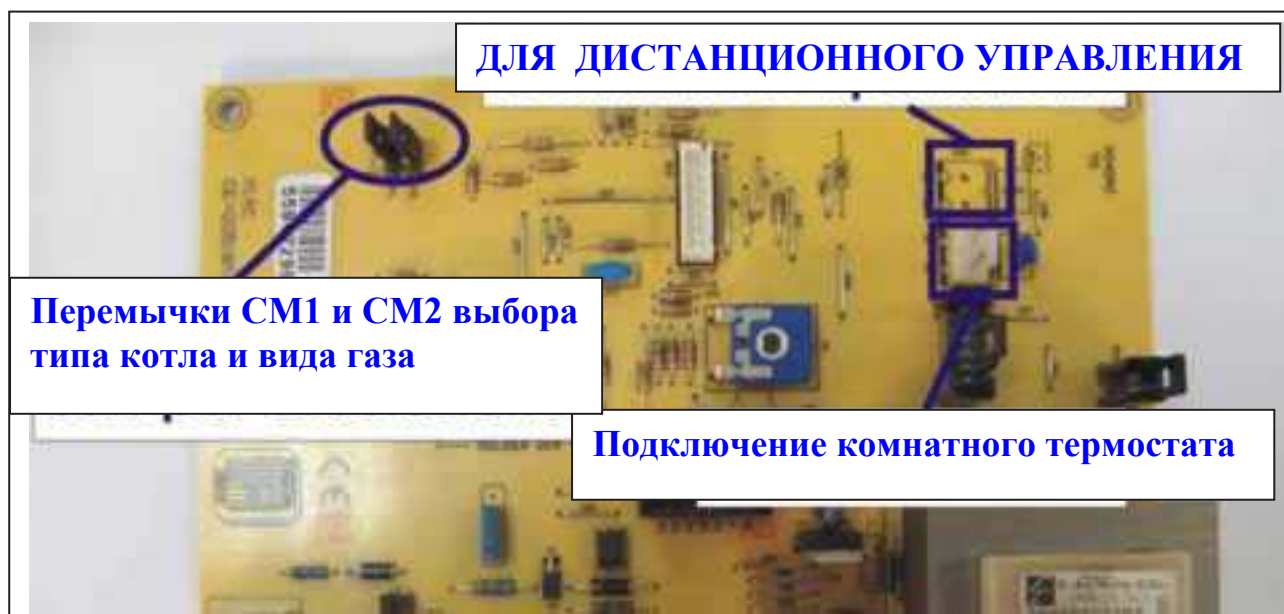 ДЛЯ ДИСТАНЦИОННОГО УПРАВЛЕНИЯ
Перемычки СМ1 и СМ2 выбора
типа котла и вида газа
Подключение комнатного термостата